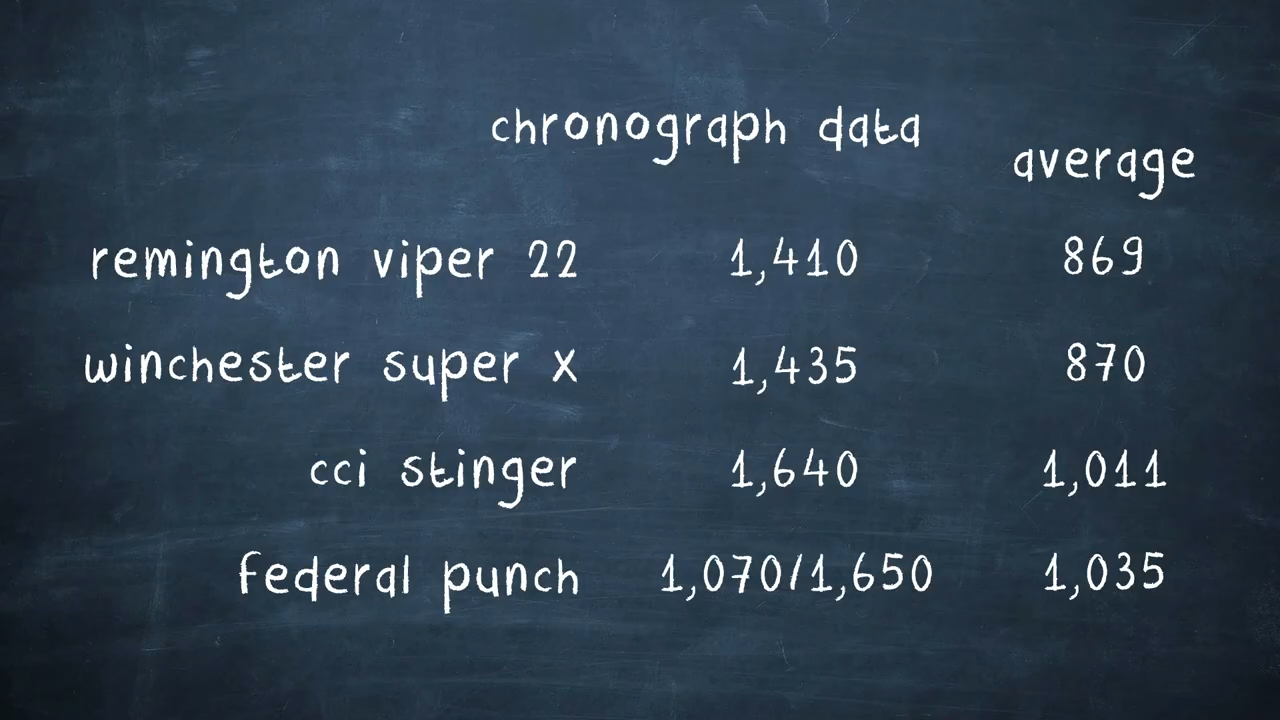 chronograph data
average
remington viper 22 1,410 869
winchester super x 1,435 870
cci stinger 1,640 1,011
federal punch 1,070/1,650 1,035